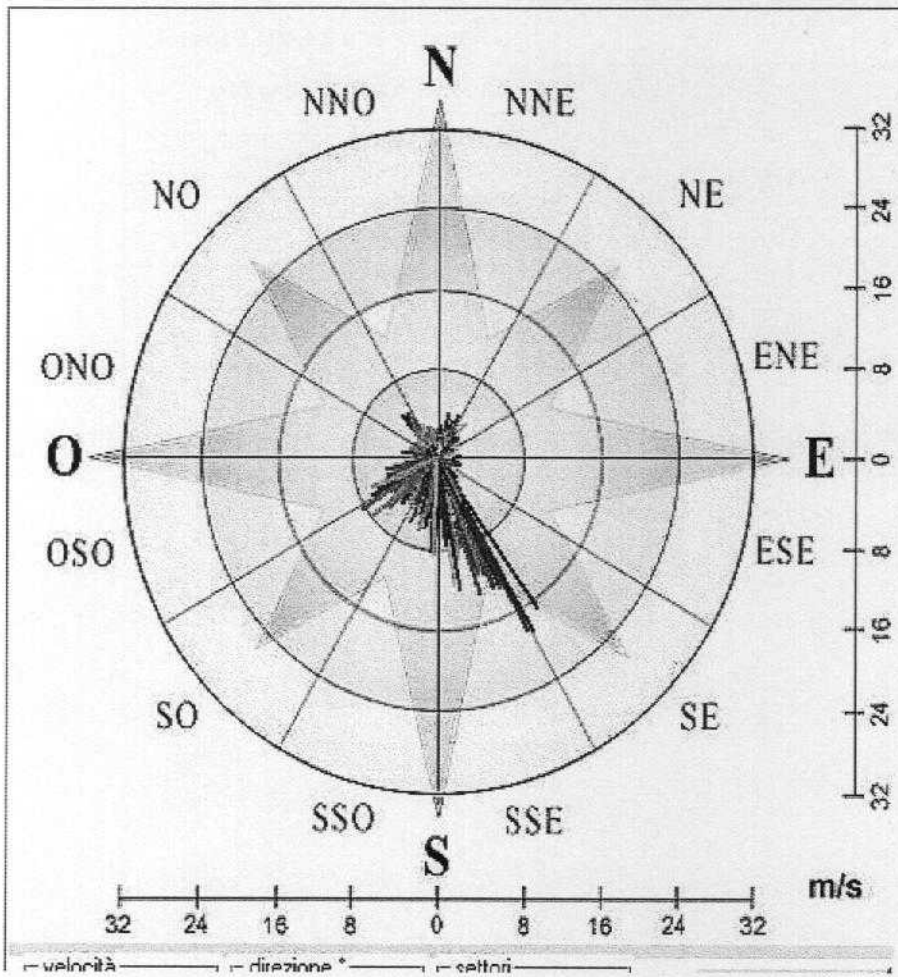 N
NNO NNE
NO NE
ONO ENE
O E
OSO ESE
SO SE
SSO SSE
S
32
24
16
8
0
8
16
24
32
m/s
32 24 16 8 0 8 16 24 32
velocità direzione ° settori